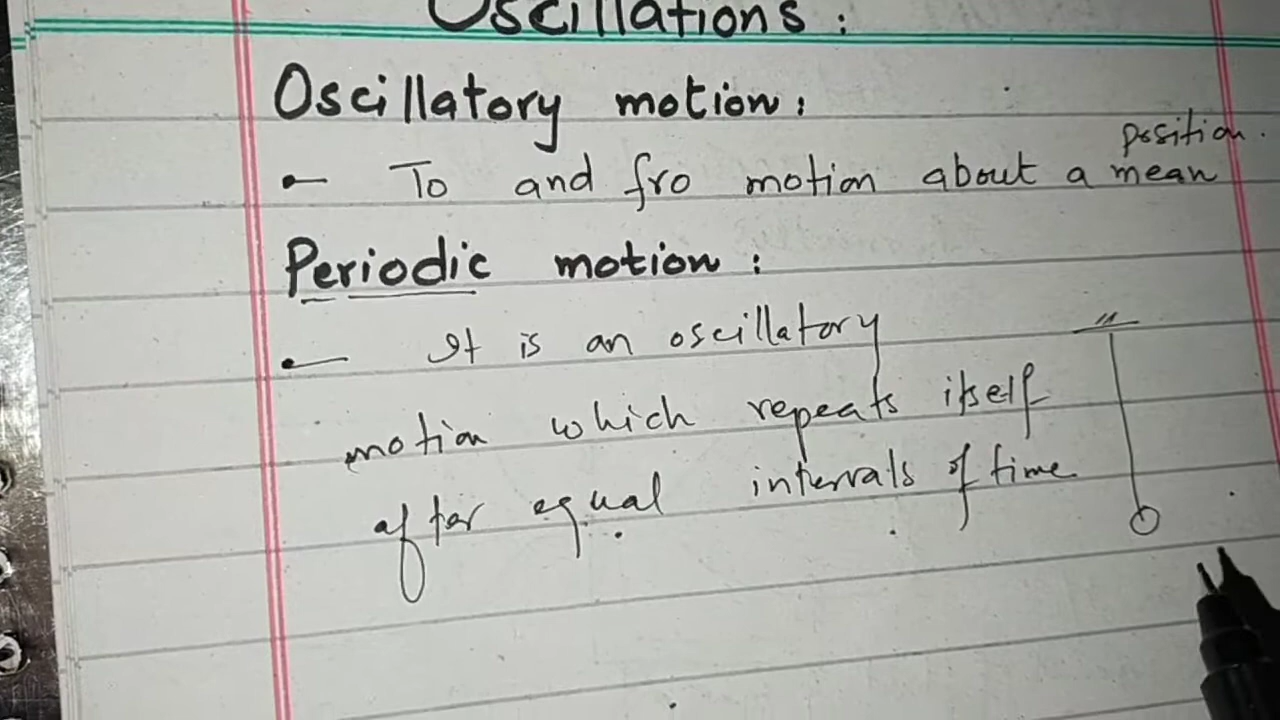 Oscillations:
Oscillatory motion:
To and fro motion about a mean position.
Periodic motion:
It is an oscillatory
motion which repeats itself
after equal intervals of time